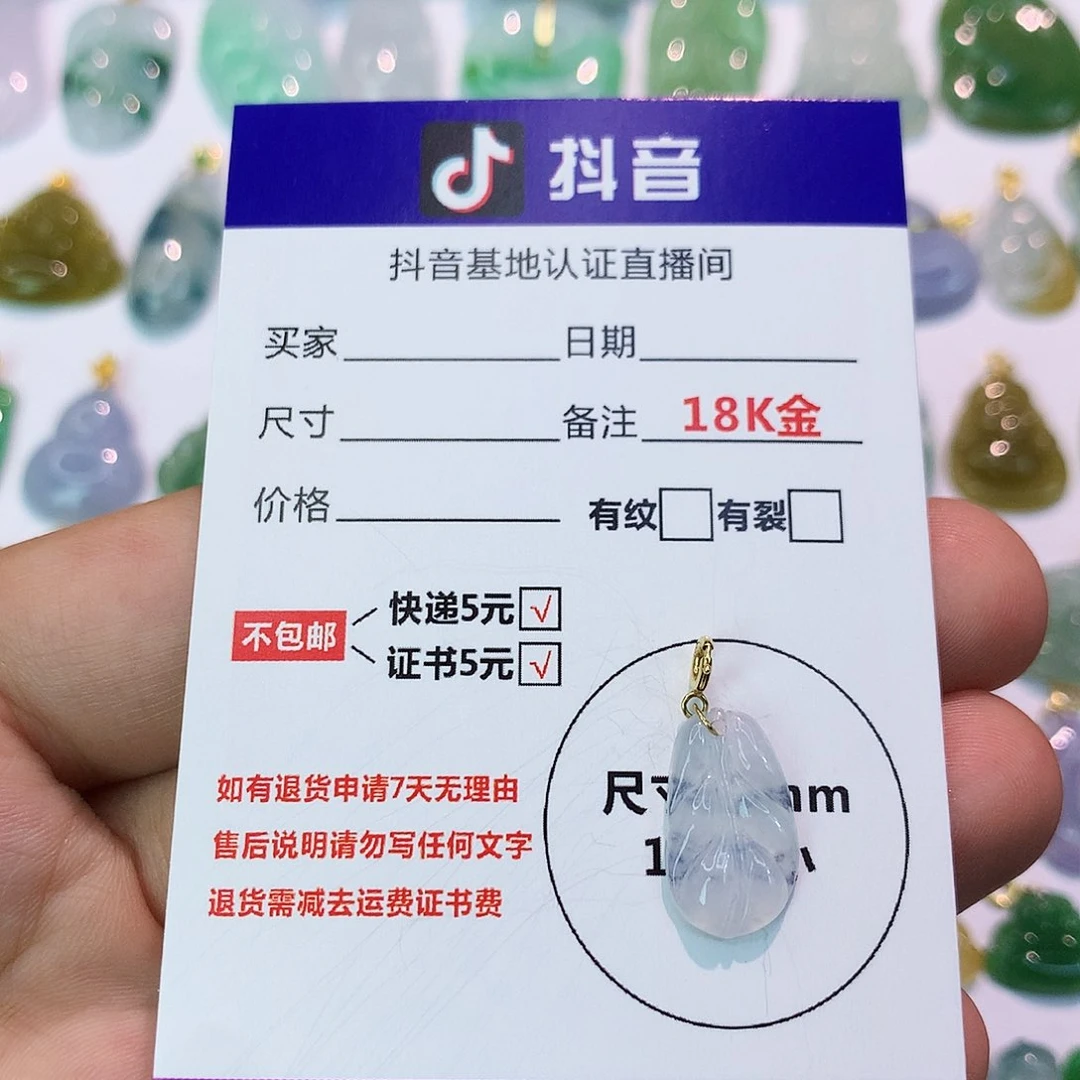 抖音
抖音基地认证直播间
买家 日期
尺寸 备注 18K金
价格 有纹 有裂
不包邮
快递5元 √
证书5元 √
如有退货申请7天无理由
售后说明请勿写任何文字
退货需减去运费证书费
尺
1